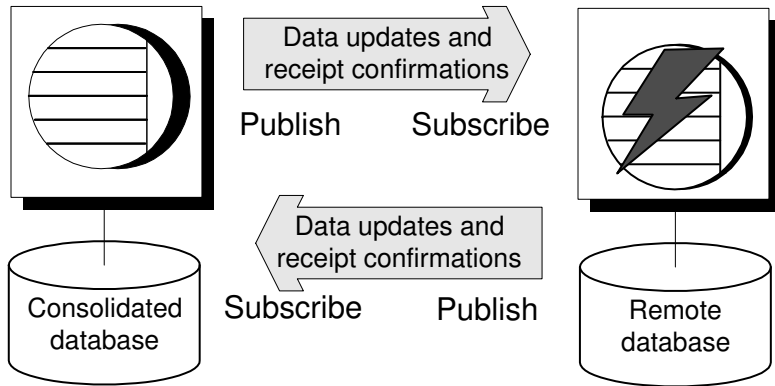 Data updates and
receipt confirmations
Publish Subscribe
Data updates and
receipt confirmations
Subscribe Publish
Consolidated
database
Remote
database